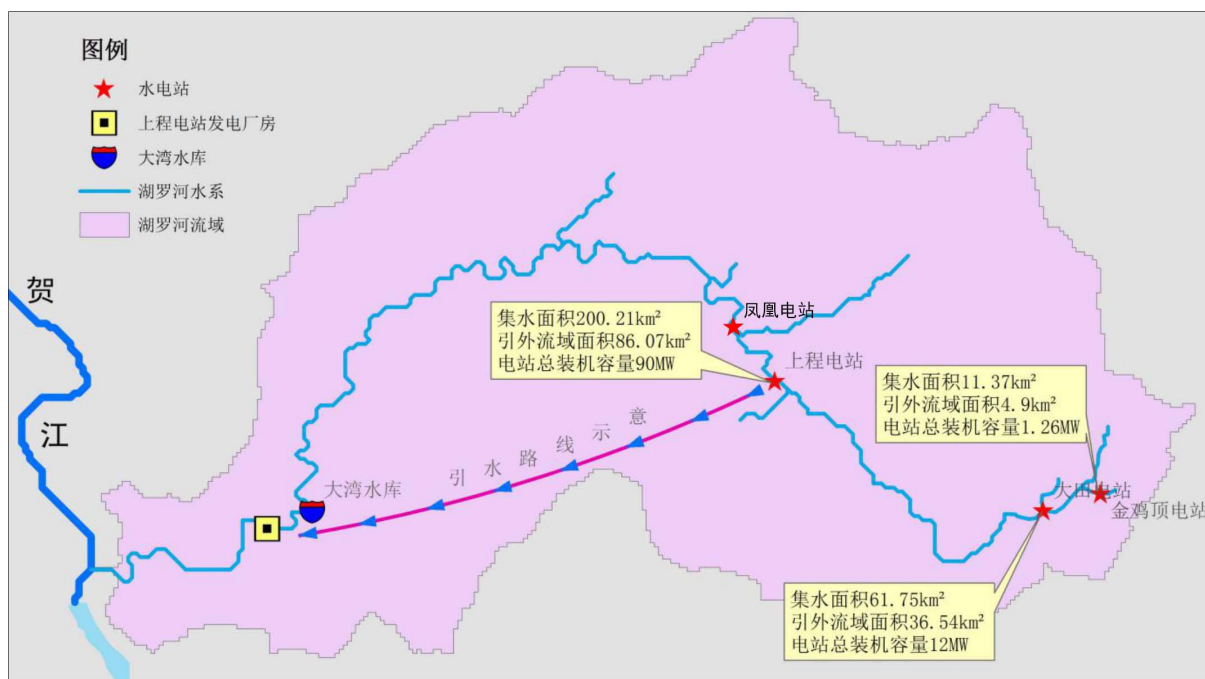 图例
水电站
上程电站发电厂房
大湾水库
湖罗河水系
湖罗河流域
贺
江
凤凰电站
集水面积200.21km²
引外流域面积86.07km²
电站总装机容量90MW
上程电站
集水面积11.37km²
引外流域面积4.9km²
电站总装机容量1.26MW
引水路线示意
大湾水库
大田电站
金鸡顶电站
集水面积61.75km²
引外流域面积36.54km²
电站总装机容量12MW